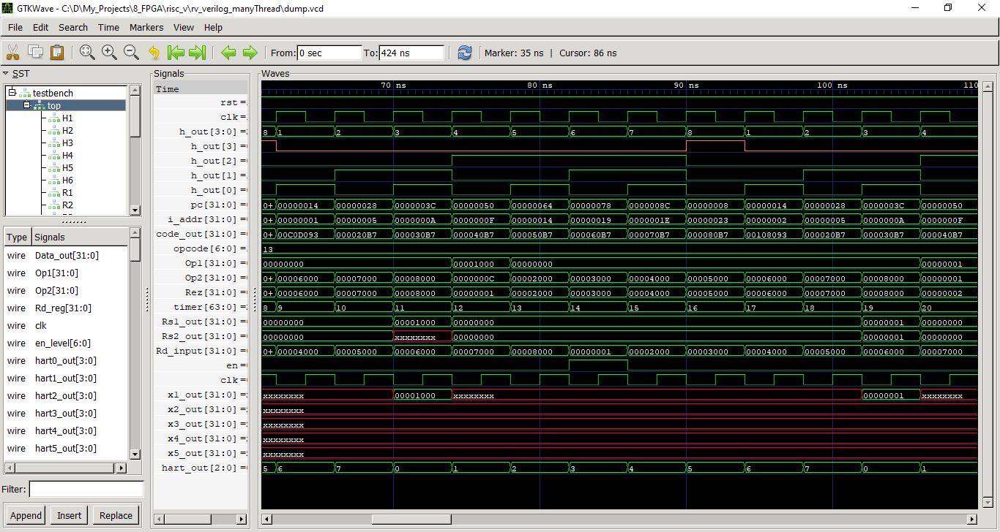 GTKWave - C:\D\My_Projects\8_FPGA\risc_v\rv_verilog_manyThread\dump.vcd
File Edit Search Time Markers View Help
From: 0 sec To: 424 ns Marker: 35 ns | Cursor: 86 ns
SST
testbench
top
H1
H2
H3
H4
H5
H6
R1
R2
Type Signals
wire Data_out[31:0]
wire Op1[31:0]
wire Op2[31:0]
wire Rd_reg[31:0]
wire clk
wire en_level[6:0]
wire hart0_out[3:0]
wire hart1_out[3:0]
wire hart2_out[3:0]
wire hart3_out[3:0]
wire hart4_out[3:0]
wire hart5_out[3:0]
Filter:
Append Insert Replace
Signals
Time
rst =
clk =
h_out[3:0] =
h_out[3] =
h_out[2] =
h_out[1] =
h_out[0] =
pc[31:0] =
i_addr[31:0] =
code_out[31:0] =
opcode[6:0] =
Op1[31:0] =
Op2[31:0] =
Rez[31:0] =
timer[63:0] =
Rs1_out[31:0] =
Rs2_out[31:0] =
Rd_input[31:0] =
en =
clk =
x1_out[31:0] =
x2_out[31:0] =
x3_out[31:0] =
x4_out[31:0] =
x5_out[31:0] =
hart_out[2:0] =
Waves
70 ns 80 ns 90 ns 100 ns 110
8 1 2 3 4 5 6 7 8 1 2 3 4
0+ 00000014 00000028 0000003C 00000050 00000064 00000078 0000008C 00000008 00000014 00000028 0000003C 00000050
0+ 00000001 00000005 0000000A 0000000F 00000014 00000019 0000001E 00000023 00000002 00000005 0000000A 0000000F
0+ 00C0D093 000020B7 000030B7 000040B7 000050B7 000060B7 000070B7 000080B7 00108093 000020B7 000030B7 000040B7
13
00000000 00001000 00000000 00000001
0+ 00006000 00007000 00008000 0000000C 00002000 00003000 00004000 00005000 00006000 00007000 00008000 00000001
0+ 00006000 00007000 00008000 00000001 00002000 00003000 00004000 00005000 00006000 00007000 00008000 00000002
8 9 10 11 12 13 14 15 16 17 18 19 20
00000000 00001000 00000000 00000001 00000000
00000000 xxxxxxxx 00000000 00000001 00000000
0+ 00004000 00005000 00006000 00007000 00008000 00000001 00002000 00003000 00004000 00005000 00006000 00007000
xxxxxxxx 00001000 xxxxxxxx 00000001 xxxxxxxx
xxxxxxxx
xxxxxxxx
xxxxxxxx
xxxxxxxx
5 6 7 0 1 2 3 4 5 6 7 0 1